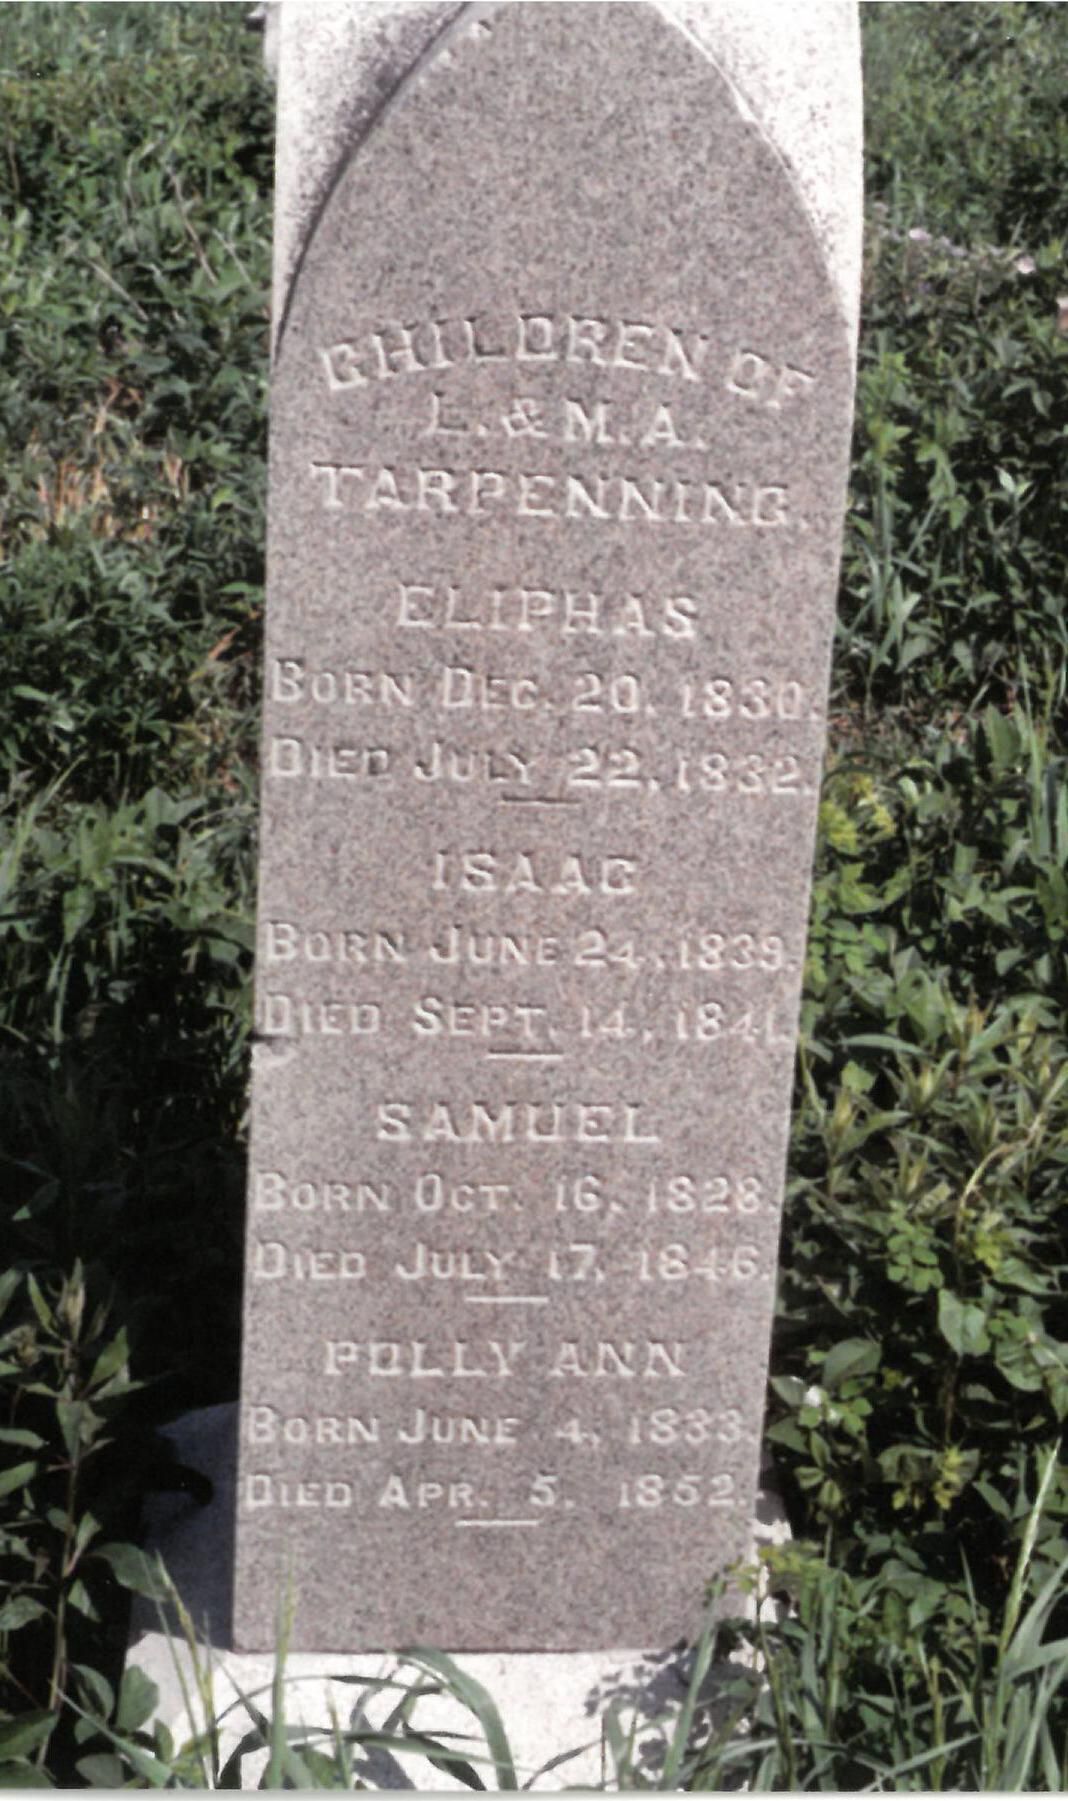 CHILDREN OF
L. & M. A.
TARPENNING.
ELIPHAS
BORN DEC. 20. 1830.
DIED JULY 22, 1832.
ISAAC
BORN JUNE 24, 1839.
DIED SEPT. 14, 1841.
SAMUEL
BORN OCT. 16, 1828.
DIED JULY 17, 1846.
POLLY ANN
BORN JUNE 4, 1833.
DIED APR. 5. 1852.